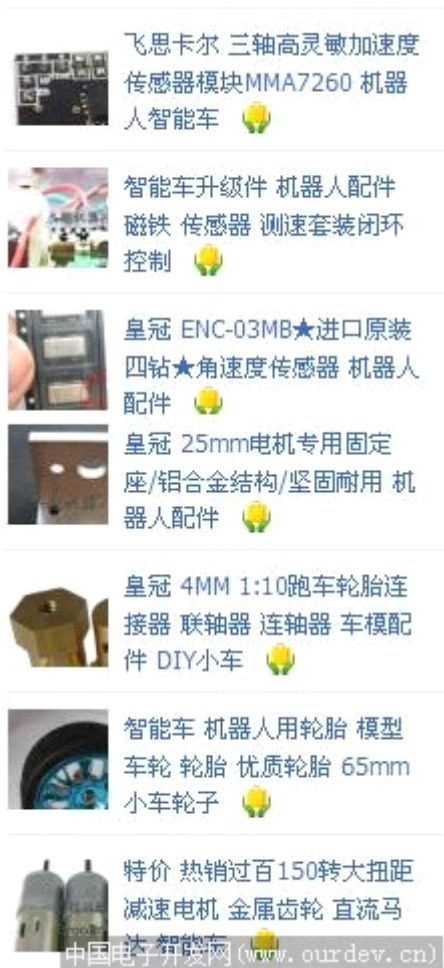 飞思卡尔 三轴高灵敏加速度
传感器模块MMA7260 机器
人智能车
智能车升级件 机器人配件
磁铁 传感器 测速套装闭环
控制
皇冠 ENC-03MB★进口原装
四钻★角速度传感器 机器人
配件
皇冠 25mm电机专用固定
座/铝合金结构/坚固耐用 机
器人配件
皇冠 4MM 1:10跑车轮胎连
接器 联轴器 连轴器 车模配
件 DIY小车
智能车 机器人用轮胎 模型
车轮 轮胎 优质轮胎 65mm
小车轮子
特价 热销过百150转大扭距
减速电机 金属齿轮 直流马
达 智能车
中国电子开发网(www.ourdev.cn)